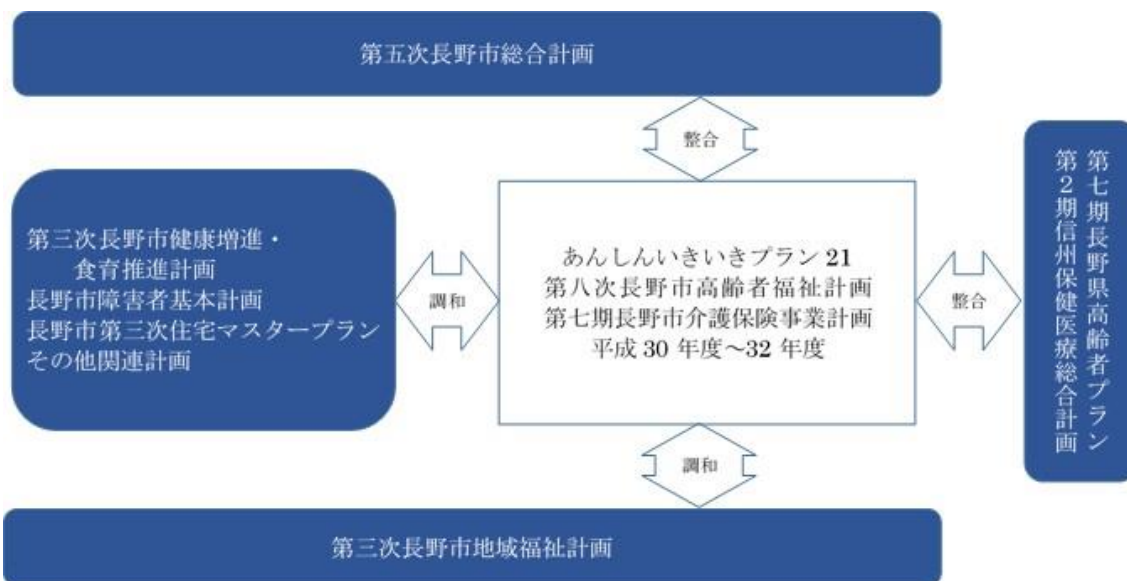 第五次長野市総合計画
整合
第三次長野市健康増進・
食育推進計画
長野市障害者基本計画
長野市第三次住宅マスタープラン
その他関連計画
調和
あんしんいきいきプラン 21
第八次長野市高齢者福祉計画
第七期長野市介護保険事業計画
平成 30 年度～32 年度
整合
第七期長野県高齢者プラン
第2期信州保健医療総合計画
調和
第三次長野市地域福祉計画